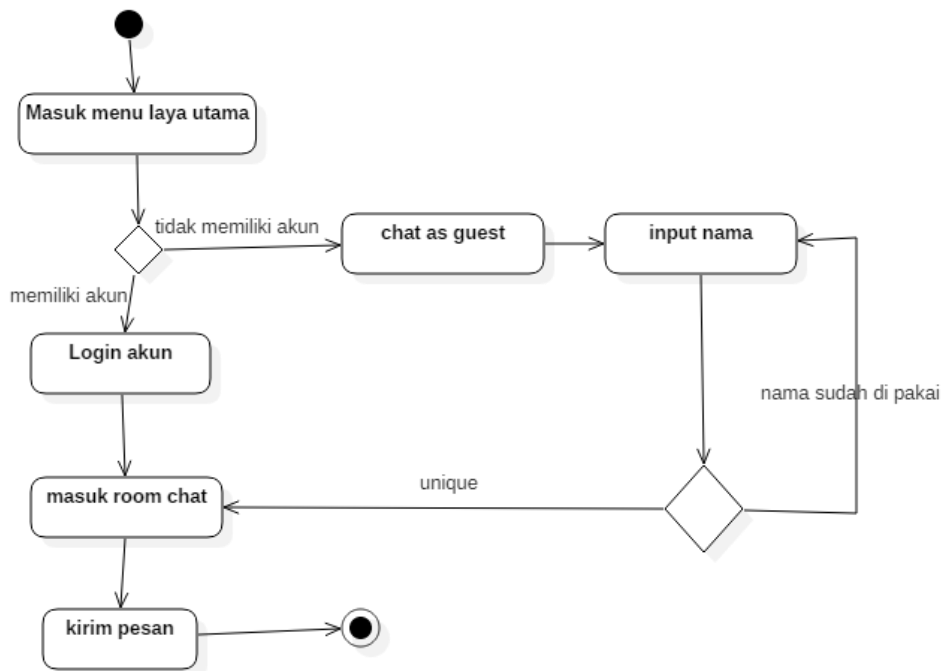 Masuk menu laya utama
tidak memiliki akun
chat as guest
input nama
memiliki akun
Login akun
nama sudah di pakai
unique
masuk room chat
kirim pesan